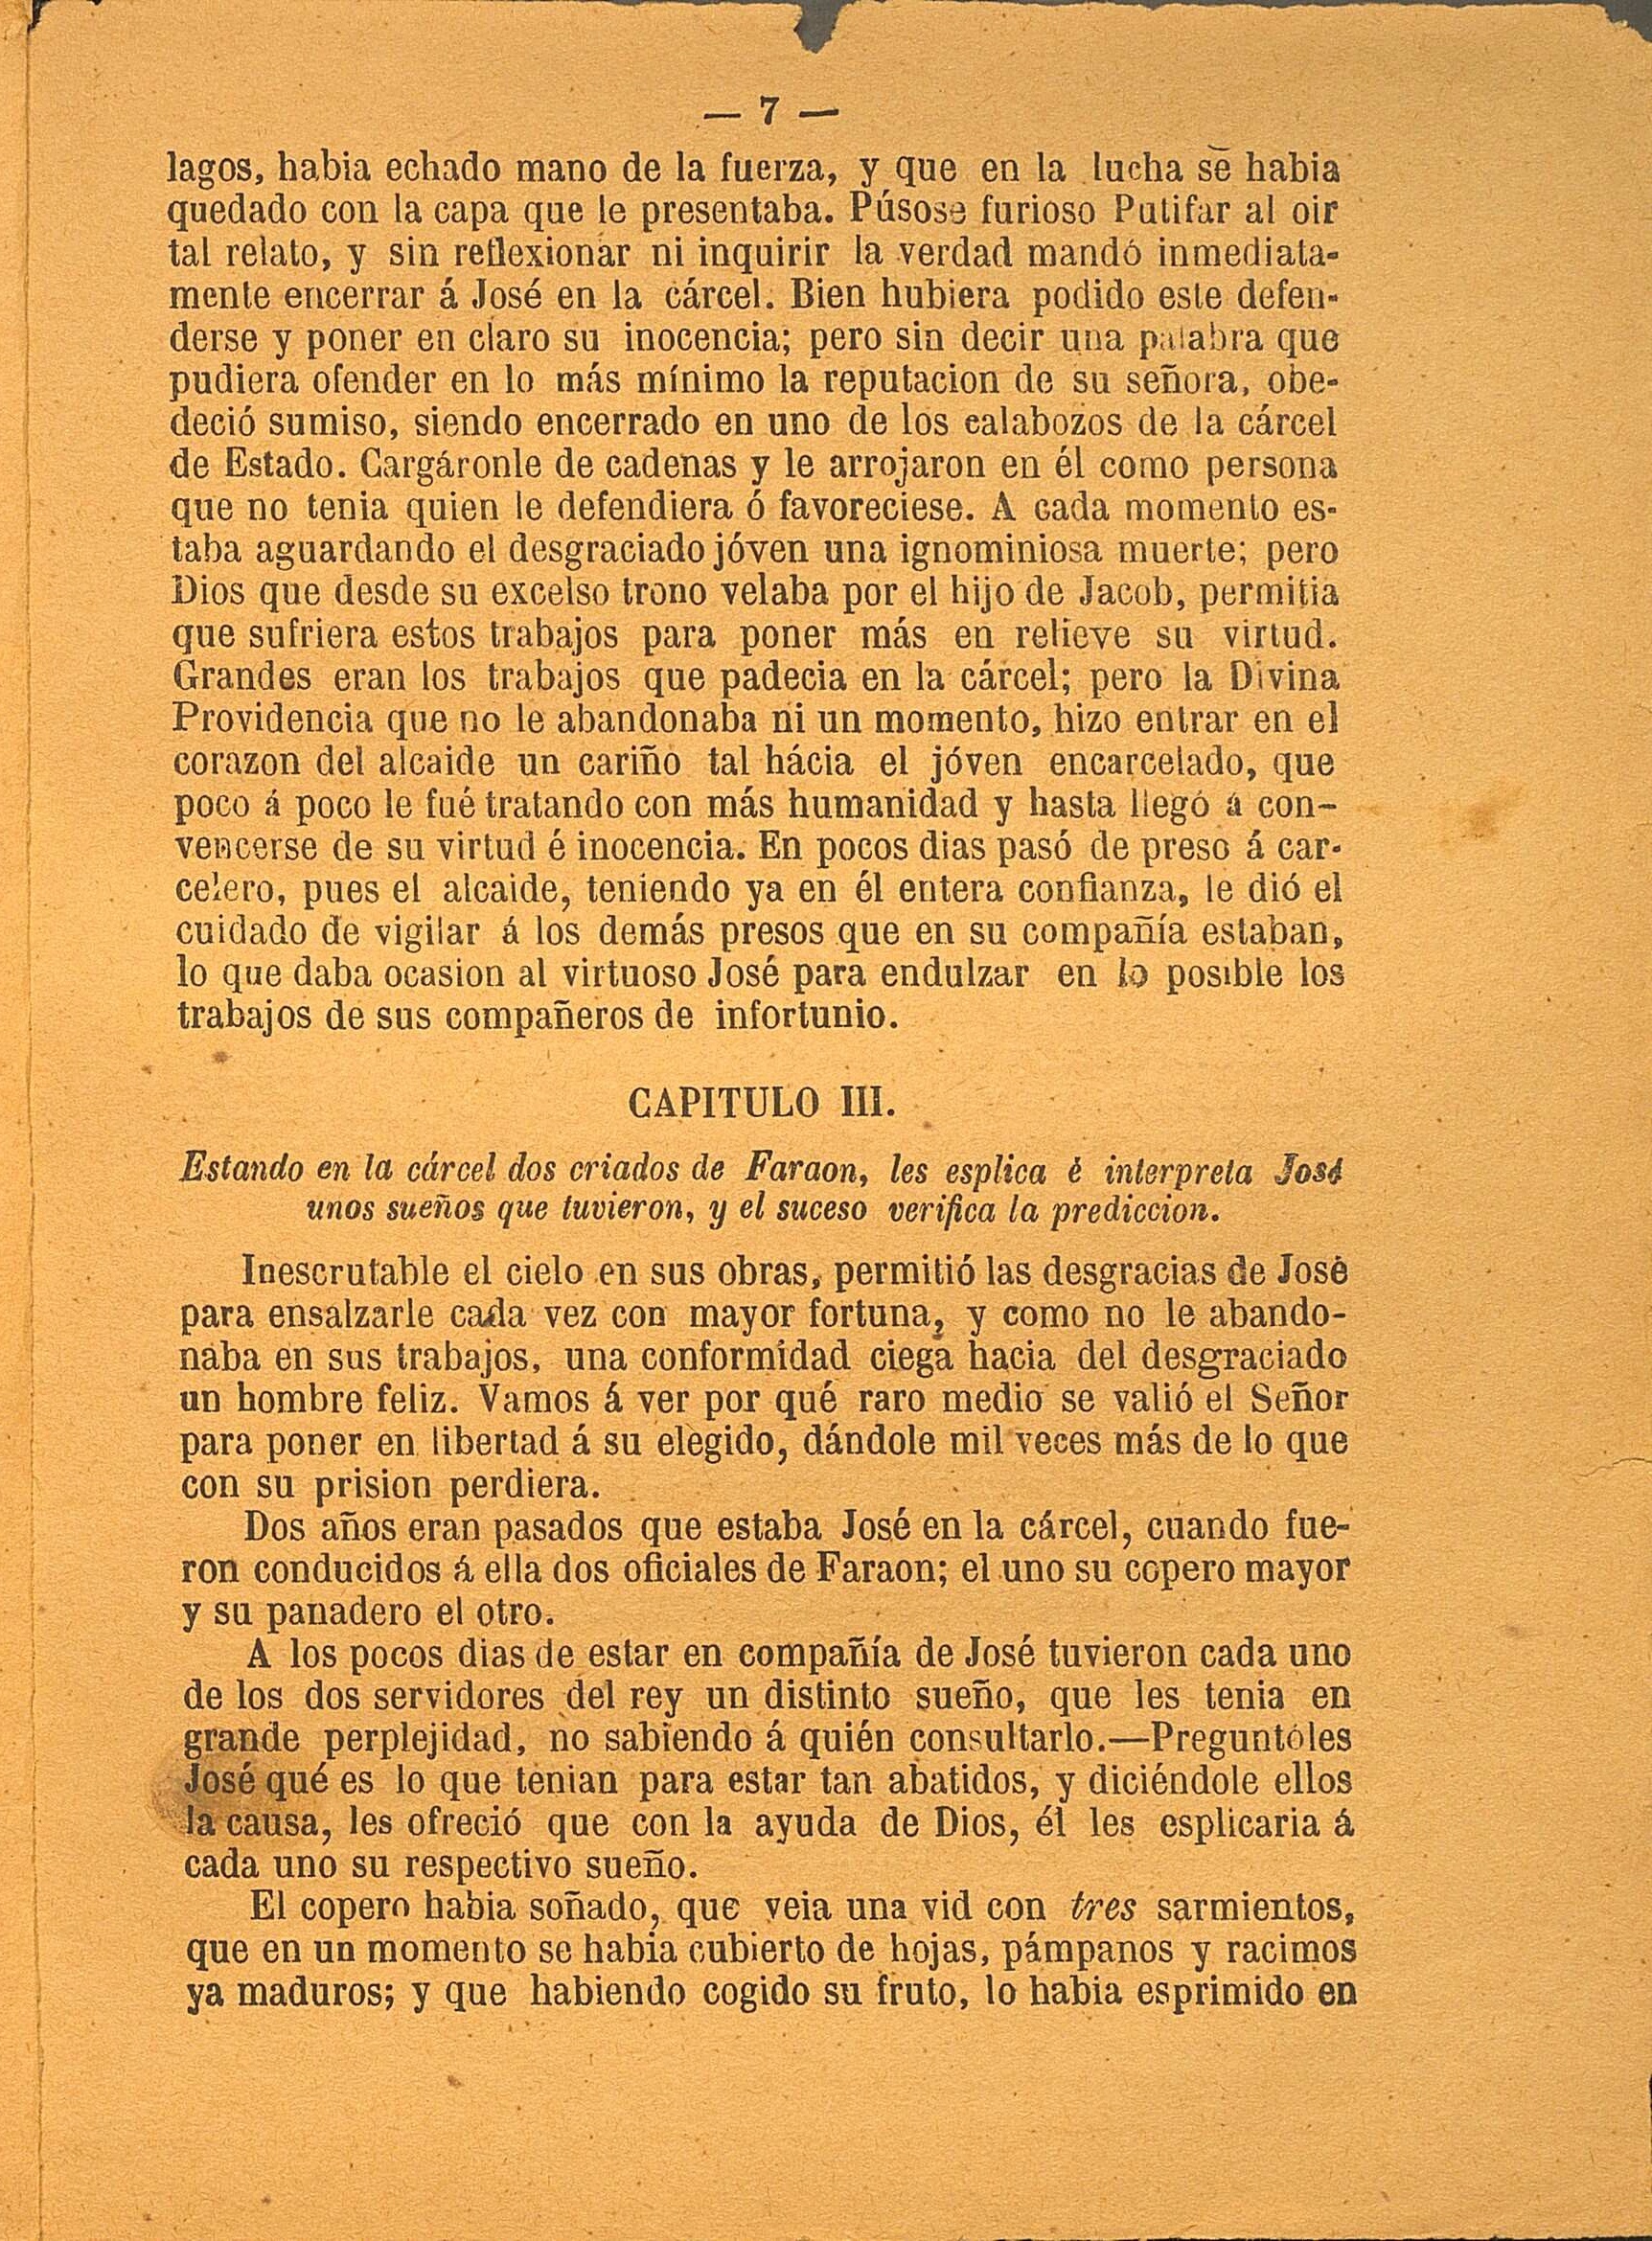 — 7 —
lagos, habia echado mano de la fuerza, y que en la lucha se habia
quedado con la capa que le presentaba. Púsose furioso Putifar al oir
tal relato, y sin reflexionar ni inquirir la verdad mandó inmediata-
mente encerrar á José en la cárcel. Bien hubiera podido este defen-
derse y poner en claro su inocencia; pero sin decir una palabra que
pudiera ofender en lo más mínimo la reputacion de su señora, obe-
deció sumiso, siendo encerrado en uno de los calabozos de la cárcel
de Estado. Cargáronle de cadenas y le arrojaron en él como persona
que no tenia quien le defendiera ó favoreciese. A cada momento es-
taba aguardando el desgraciado jóven una ignominiosa muerte; pero
Dios que desde su excelso trono velaba por el hijo de Jacob, permitia
que sufriera estos trabajos para poner más en relieve su virtud.
Grandes eran los trabajos que padecia en la cárcel; pero la Divina
Providencia que no le abandonaba ni un momento, hizo entrar en el
corazon del alcaide un cariño tal hácia el jóven encarcelado, que
poco á poco le fué tratando con más humanidad y hasta llegó á con-
vencerse de su virtud é inocencia. En pocos dias pasó de preso á car-
celero, pues el alcaide, teniendo ya en él entera confianza, le dió el
cuidado de vigilar á los demás presos que en su compañía estaban,
lo que daba ocasion al virtuoso José para endulzar en lo posible los
trabajos de sus compañeros de infortunio.
CAPITULO III.
Estando en la cárcel dos criados de Faraon, les esplica é interpreta José
unos sueños que tuvieron, y el suceso verifica la prediccion.
Inescrutable el cielo en sus obras, permitió las desgracias de José
para ensalzarle cada vez con mayor fortuna, y como no le abando-
naba en sus trabajos, una conformidad ciega hacia del desgraciado
un hombre feliz. Vamos á ver por qué raro medio se valió el Señor
para poner en libertad á su elegido, dándole mil veces más de lo que
con su prision perdiera.
Dos años eran pasados que estaba José en la cárcel, cuando fue-
ron conducidos á ella dos oficiales de Faraon; el uno su copero mayor
y su panadero el otro.
A los pocos dias de estar en compañía de José tuvieron cada uno
de los dos servidores del rey un distinto sueño, que les tenia en
grande perplejidad, no sabiendo á quién consultarlo.—Preguntóles
José qué es lo que tenian para estar tan abatidos, y diciéndole ellos
la causa, les ofreció que con la ayuda de Dios, él les esplicaria á
cada uno su respectivo sueño.
El copero habia soñado, que veia una vid con tres sarmientos,
que en un momento se habia cubierto de hojas, pámpanos y racimos
ya maduros; y que habiendo cogido su fruto, lo habia esprimido en